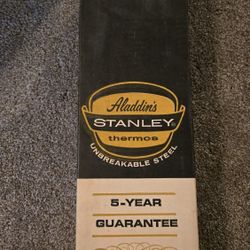 Aladdin's
STANLEY
thermos
UNBREAKABLE STEEL
5-YEAR
GUARANTEE